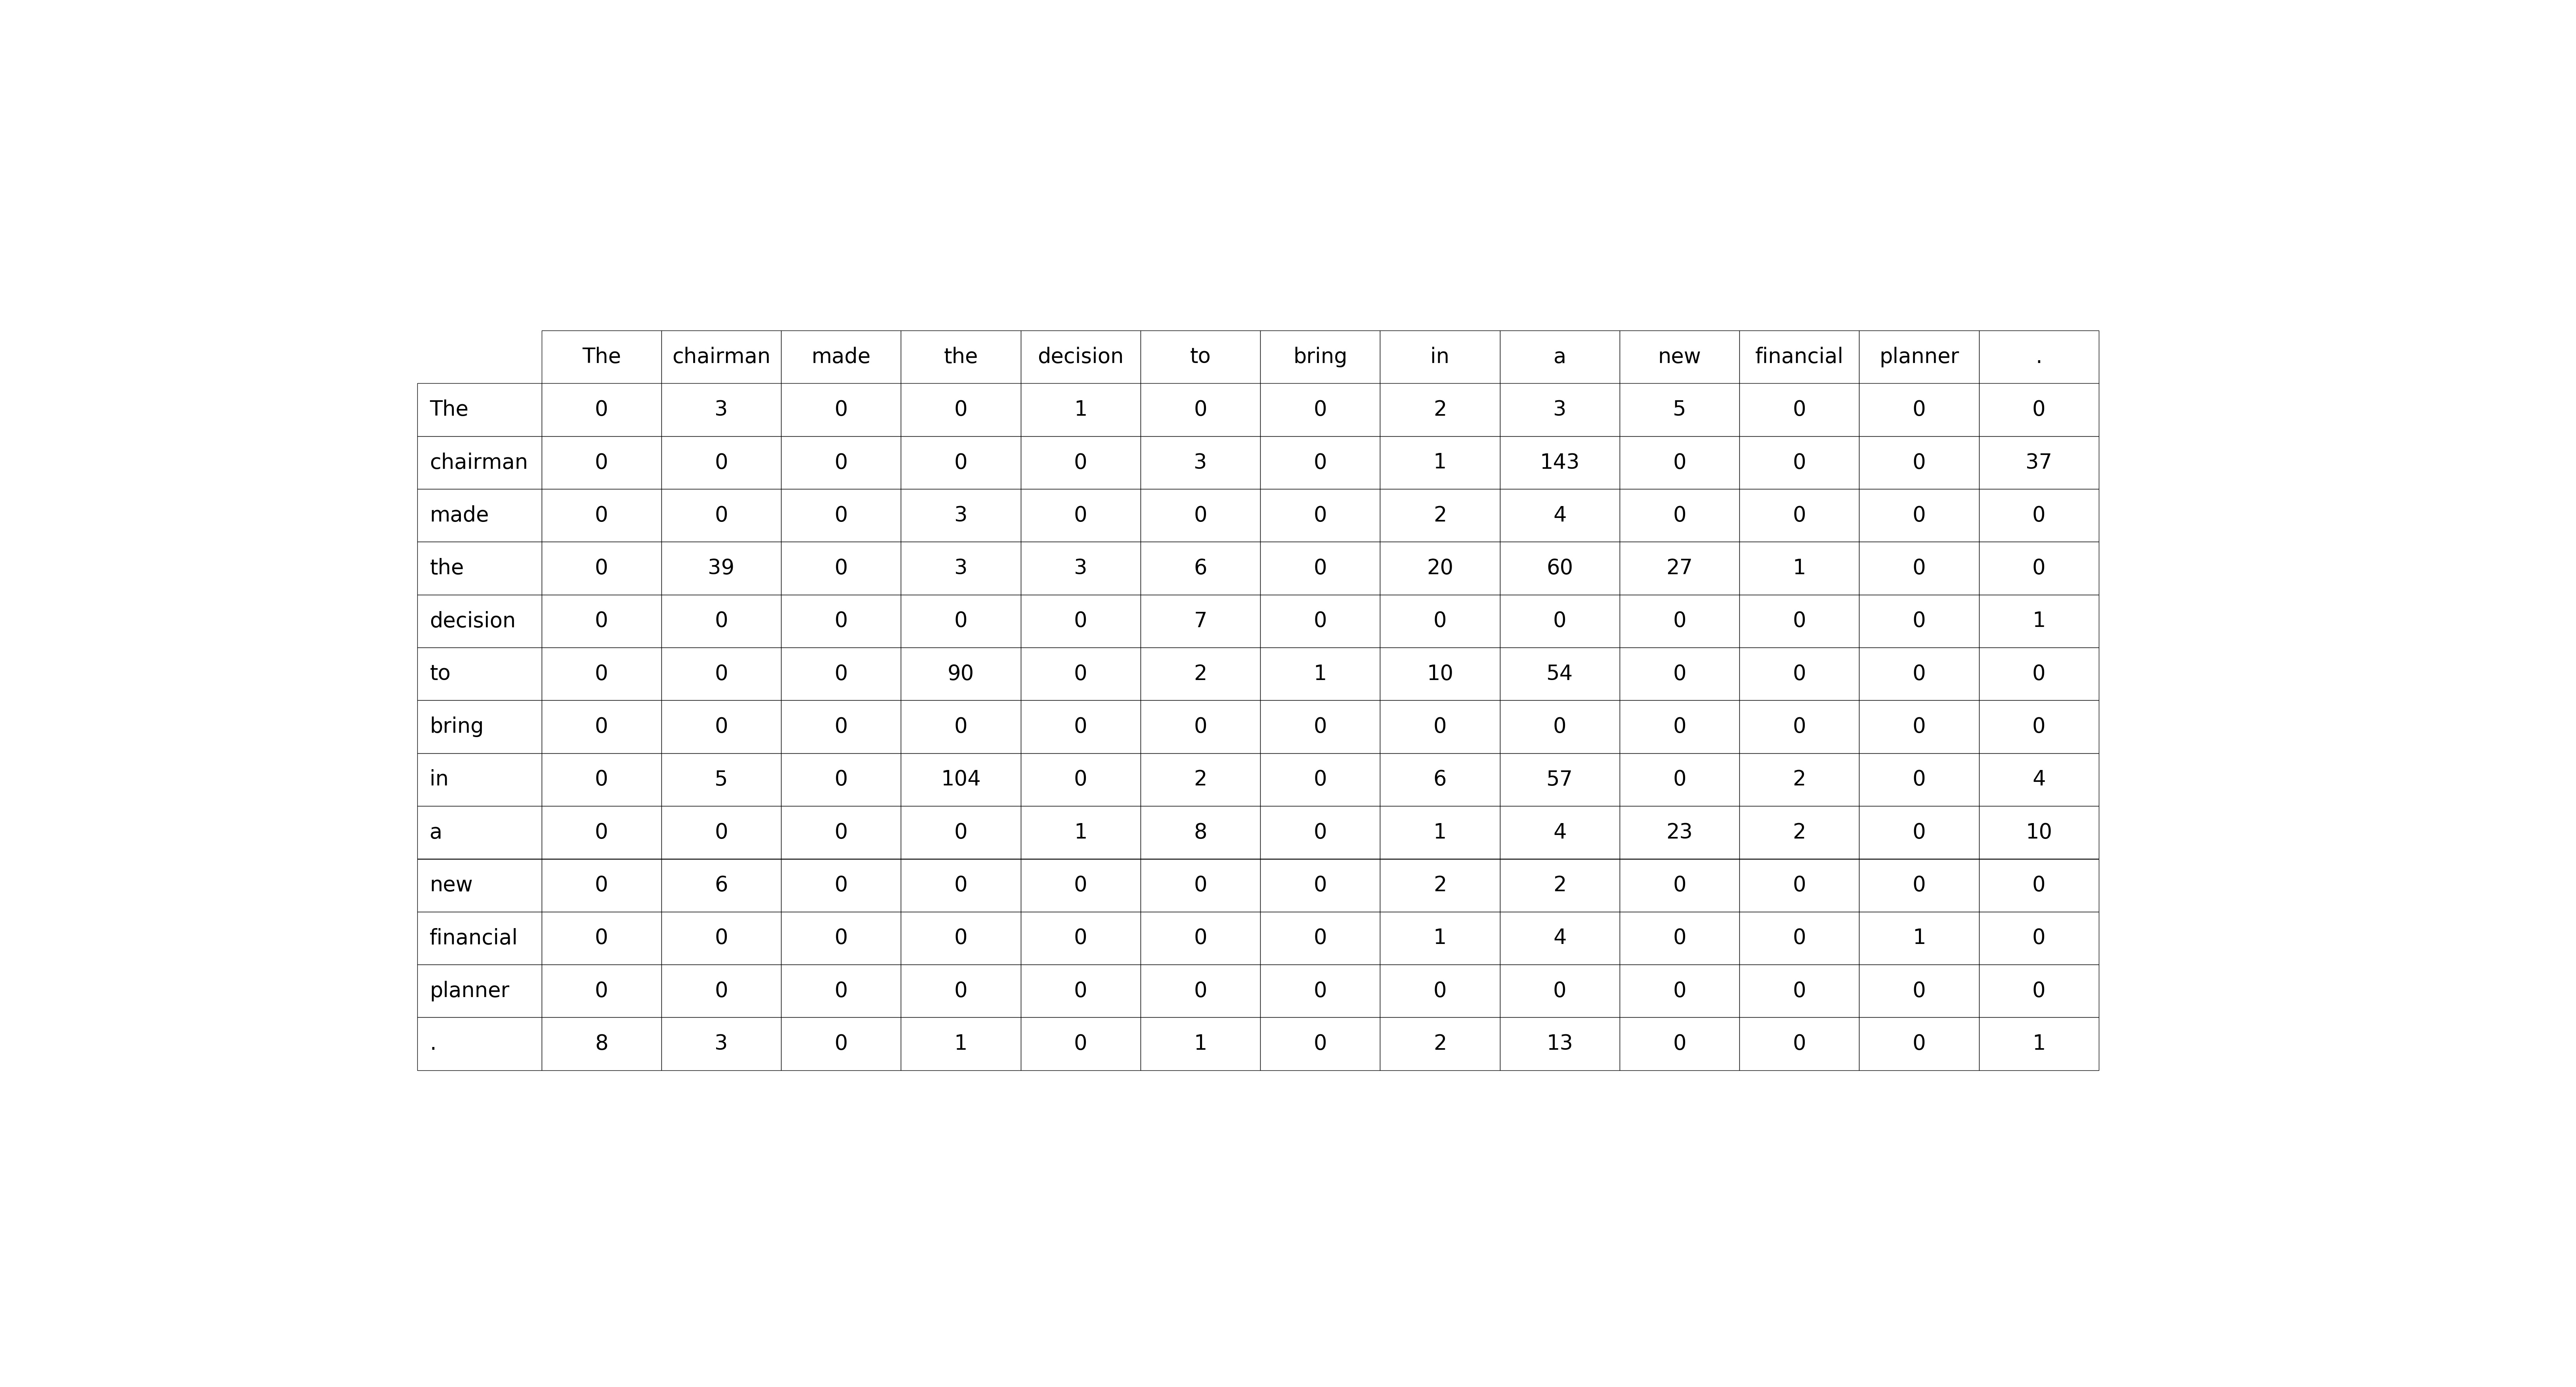 The chairman made the decision to bring in a new financial planner .
The 0 3 0 0 1 0 0 2 3 5 0 0 0
chairman 0 0 0 0 0 3 0 1 143 0 0 0 37
made 0 0 0 3 0 0 0 2 4 0 0 0 0
the 0 39 0 3 3 6 0 20 60 27 1 0 0
decision 0 0 0 0 0 7 0 0 0 0 0 0 1
to 0 0 0 90 0 2 1 10 54 0 0 0 0
bring 0 0 0 0 0 0 0 0 0 0 0 0 0
in 0 5 0 104 0 2 0 6 57 0 2 0 4
a 0 0 0 0 1 8 0 1 4 23 2 0 10
new 0 6 0 0 0 0 0 2 2 0 0 0 0
financial 0 0 0 0 0 0 0 1 4 0 0 1 0
planner 0 0 0 0 0 0 0 0 0 0 0 0 0
. 8 3 0 1 0 1 0 2 13 0 0 0 1